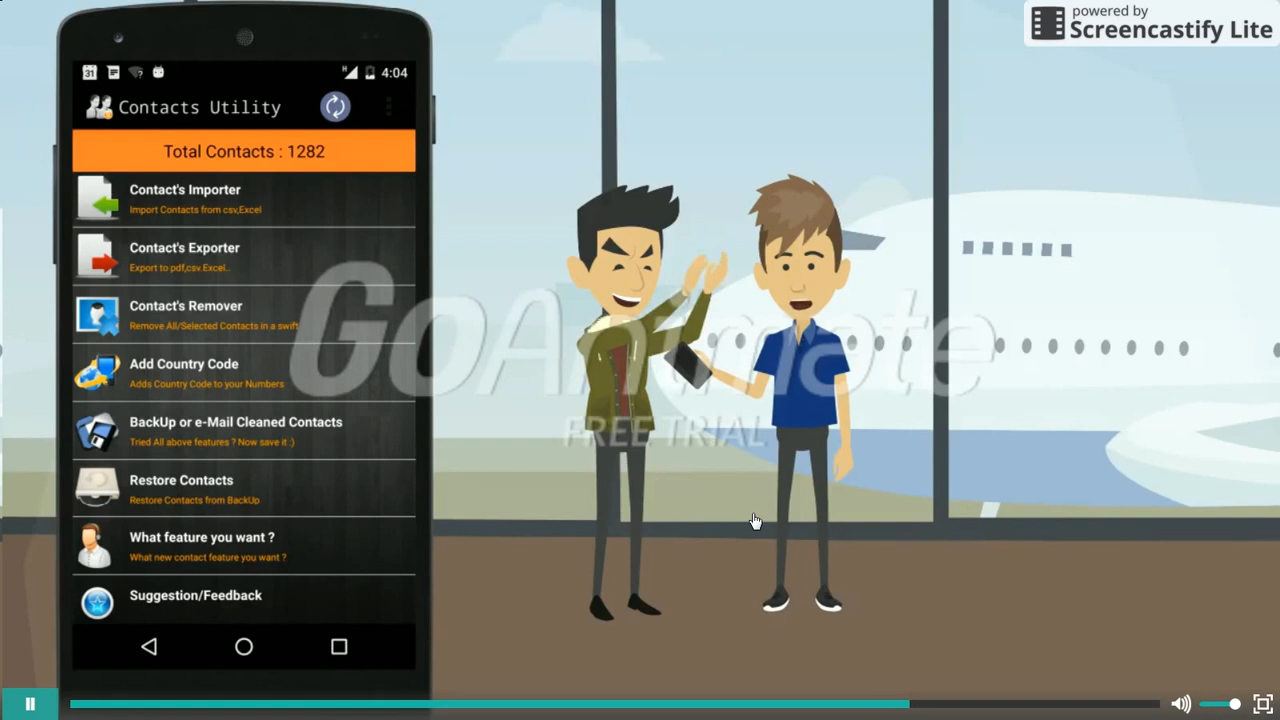 powered by
Screencastify Lite
31
H
?
4:04
Contacts Utility
Total Contacts : 1282
Contact's Importer
Import Contacts from csv,Excel
Contact's Exporter
Export to pdf,csv.Excel..
Contact's Remover
Remove All/Selected Contacts in a swift
Add Country Code
Adds Country Code to your Numbers
BackUp or e-Mail Cleaned Contacts
Tried All above features ? Now save it :)
Restore Contacts
Restore Contacts from BackUp
What feature you want ?
What new contact feature you want ?
Suggestion/Feedback
GoAnimate
FREE TRIAL